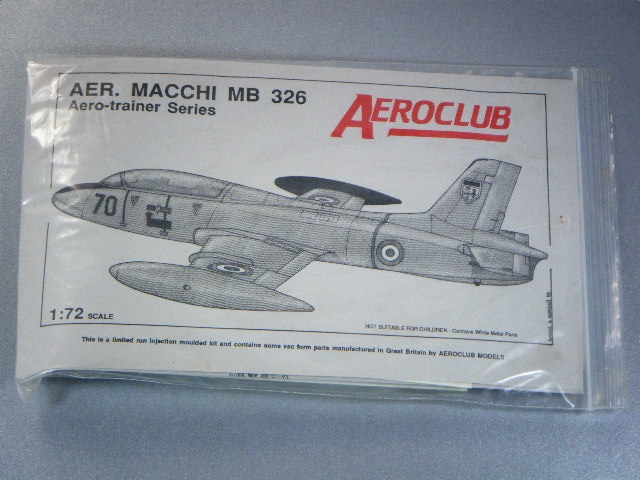 AER. MACCHI MB 326
Aero-trainer Series
AEROCLUB
70
1:72 SCALE
NOT SUITABLE FOR CHILDREN - Contains White Metal Parts
This is a limited run injection moulded kit and contains some vac form parts manufactured in Great Britain by AEROCLUB MODELS